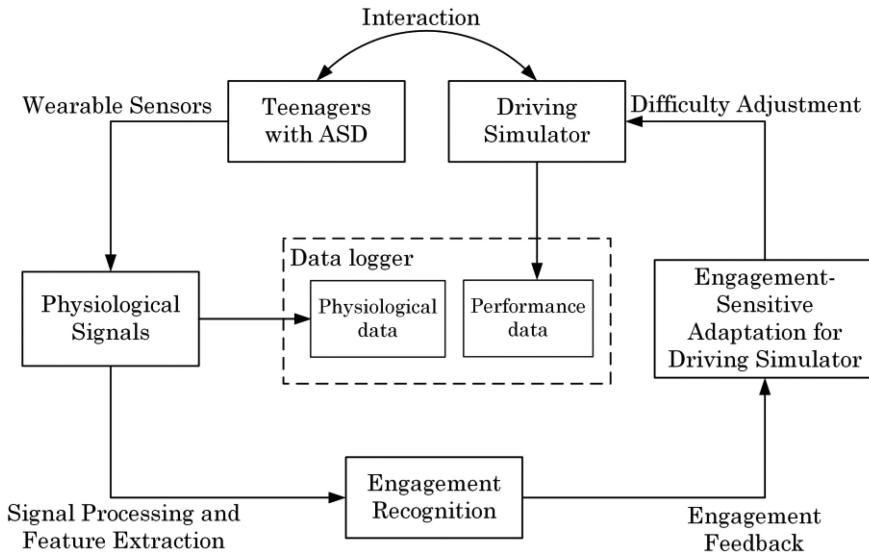 Interaction
Wearable Sensors
Teenagers
with ASD
Driving
Simulator
Difficulty Adjustment
Data logger
Physiological
Signals
Physiological
data
Performance
data
Engagement-
Sensitive
Adaptation for
Driving Simulator
Signal Processing and
Feature Extraction
Engagement
Recognition
Engagement
Feedback